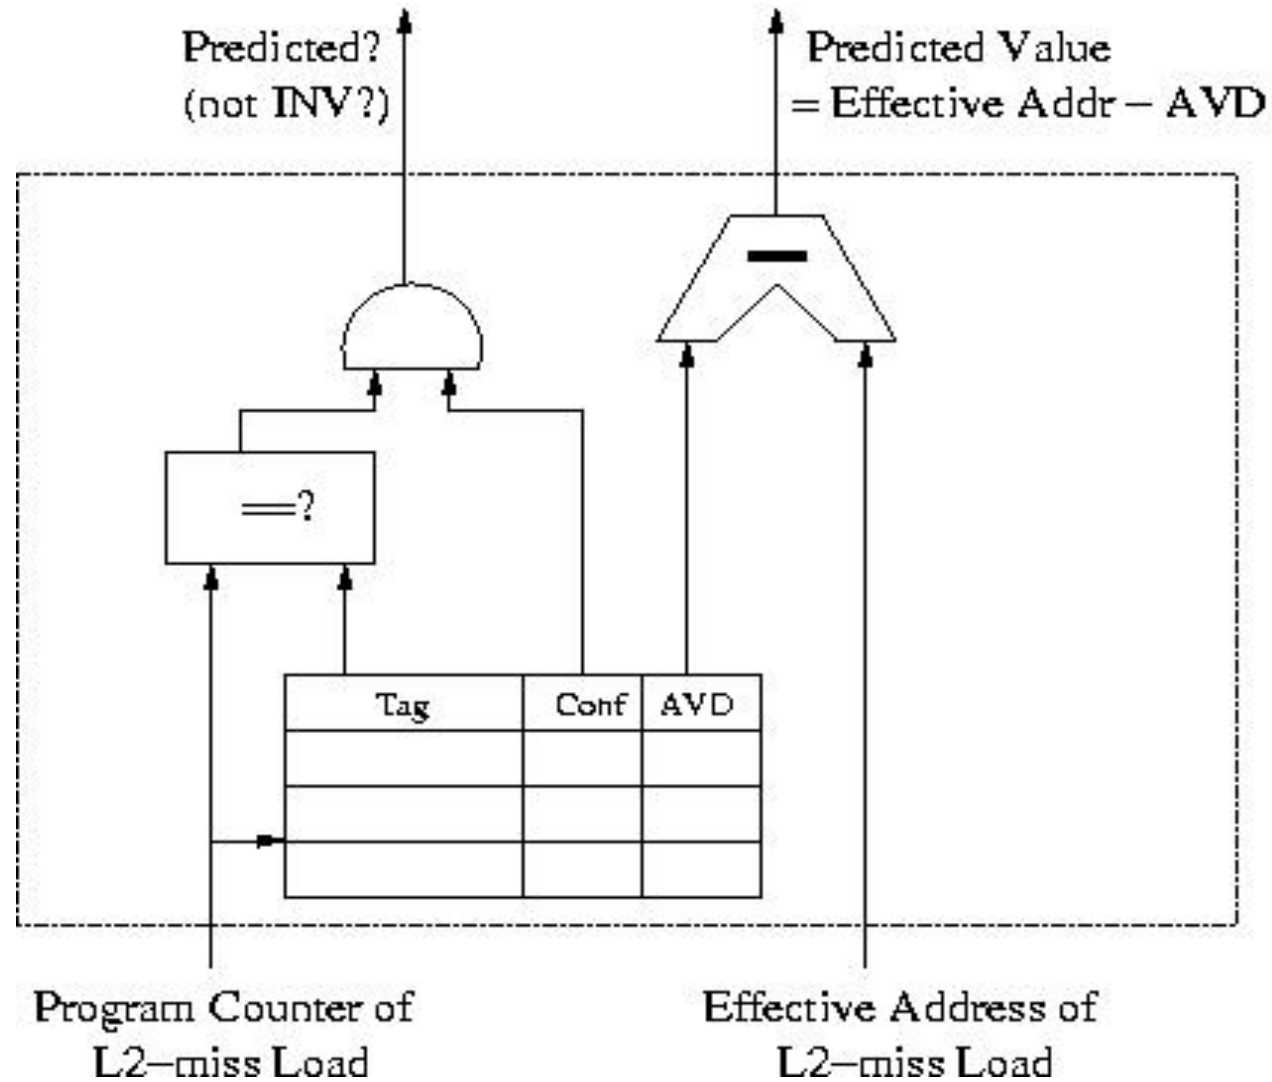 Predicted?
(not INV?)
Predicted Value
= Effective Addr – AVD
==?
Tag Conf AVD
Program Counter of
L2–miss Load
Effective Address of
L2–miss Load